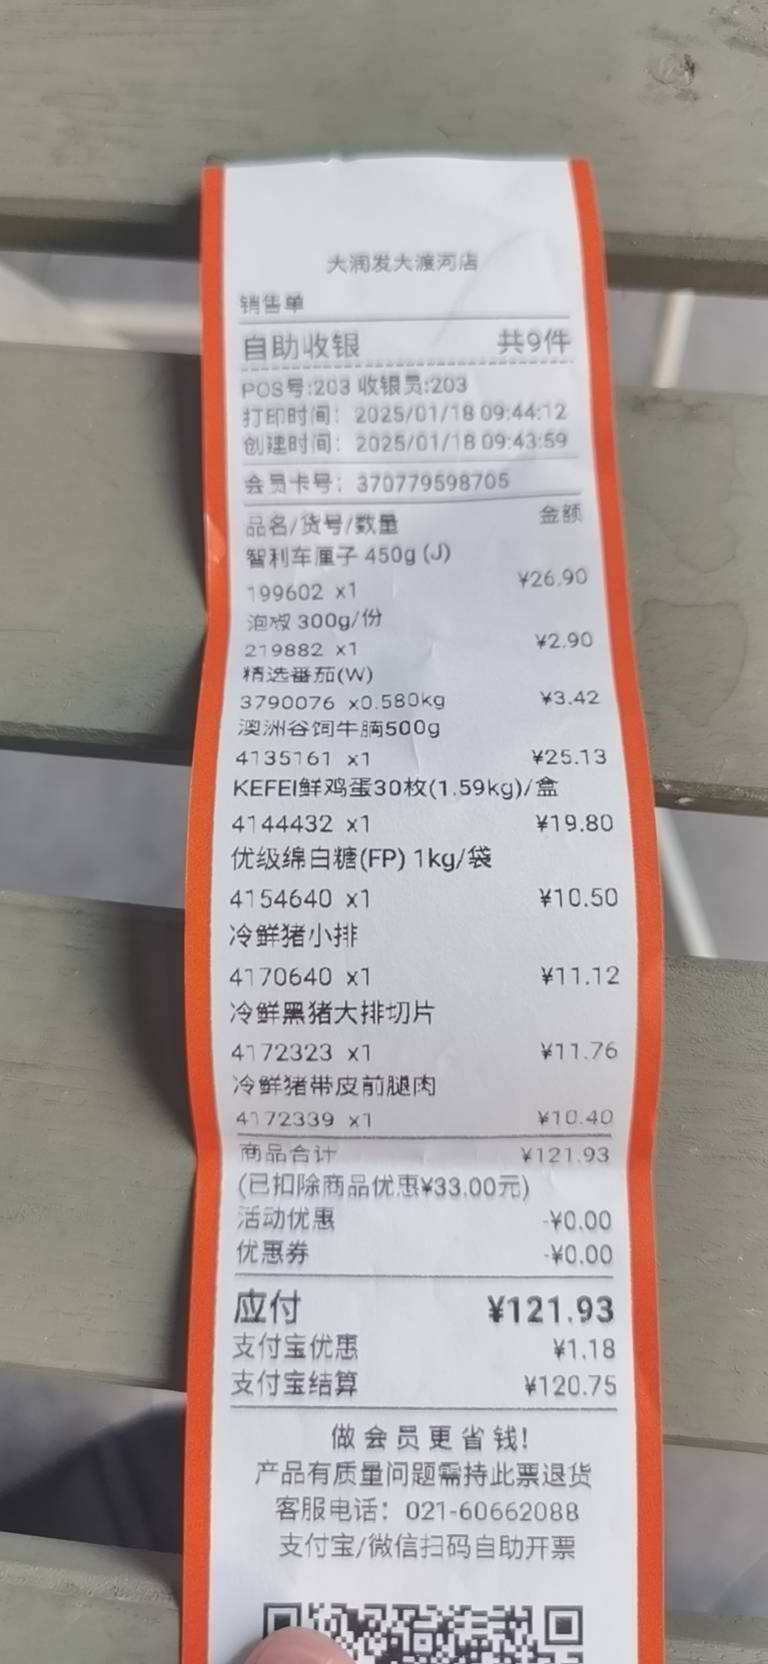 大润发大渡河店
销售单
自助收银 共9件
POS号:203 收银员:203
打印时间: 2025/01/18 09:44:12
创建时间: 2025/01/18 09:43:59
会员卡号: 370779598705
品名/货号/数量 金额
智利车厘子 450g (J)
199602 x1 ¥26.90
泡椒 300g/份
219882 x1 ¥2.90
精选番茄(W)
3790076 x0.580kg ¥3.42
澳洲谷饲牛腩500g
4135161 x1 ¥25.13
KEFEI鲜鸡蛋30枚(1.59kg)/盒
4144432 x1 ¥19.80
优级绵白糖(FP) 1kg/袋
4154640 x1 ¥10.50
冷鲜猪小排
4170640 x1 ¥11.12
冷鲜黑猪大排切片
4172323 x1 ¥11.76
冷鲜猪带皮前腿肉
4172339 x1 ¥10.40
商品合计 ¥121.93
(已扣除商品优惠¥33.00元)
活动优惠 -¥0.00
优惠券 -¥0.00
应付 ¥121.93
支付宝优惠 ¥1.18
支付宝结算 ¥120.75
做会员更省钱!
产品有质量问题需持此票退货
客服电话: 021-60662088
支付宝/微信扫码自助开票